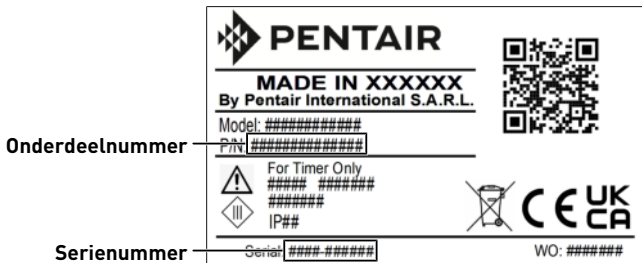 PENTAIR
MADE IN XXXXXX
By Pentair International S.A.R.L.
Model: ############
Onderdeelnummer
P/N: ##############
For Timer Only
##### #######
#######
IP##
CE UK CA
Serienummer
Serial: ####-######
WO: #######